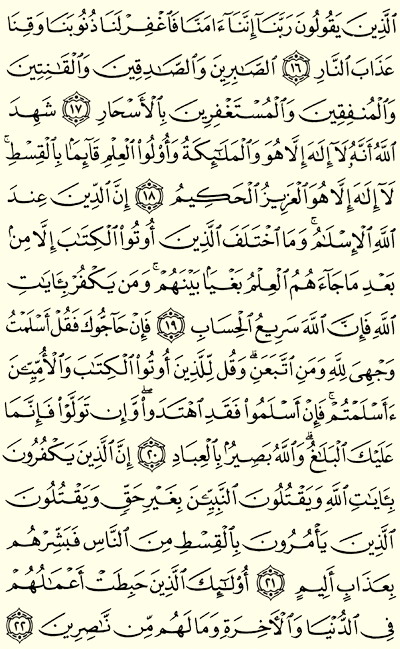 ٱلَّذِينَ يَقُولُونَ رَبَّنَآ إِنَّنَآ ءَامَنَّا فَٱغْفِرْ لَنَا ذُنُوبَنَا وَقِنَا
عَذَابَ ٱلنَّارِ ١٦ ٱلصَّٰبِرِينَ وَٱلصَّٰدِقِينَ وَٱلْقَٰنِتِينَ
وَٱلْمُنفِقِينَ وَٱلْمُسْتَغْفِرِينَ بِٱلْأَسْحَارِ ١٧ شَهِدَ
ٱللَّهُ أَنَّهُۥ لَآ إِلَٰهَ إِلَّا هُوَ وَٱلْمَلَٰٓئِكَةُ وَأُو۟لُوا۟ ٱلْعِلْمِ قَآئِمًۢا بِٱلْقِسْطِ ۚ
لَآ إِلَٰهَ إِلَّا هُوَ ٱلْعَزِيزُ ٱلْحَكِيمُ ١٨ إِنَّ ٱلدِّينَ عِندَ
ٱللَّهِ ٱلْإِسْلَٰمُ ۗ وَمَا ٱخْتَلَفَ ٱلَّذِينَ أُوتُوا۟ ٱلْكِتَٰبَ إِلَّا مِنۢ
بَعْدِ مَا جَآءَهُمُ ٱلْعِلْمُ بَغْيًۢا بَيْنَهُمْ ۗ وَمَن يَكْفُرْ بِـَٔايَٰتِ
ٱللَّهِ فَإِنَّ ٱللَّهَ سَرِيعُ ٱلْحِسَابِ ١٩ فَإِنْ حَآجُّوكَ فَقُلْ أَسْلَمْتُ
وَجْهِىَ لِلَّهِ وَمَنِ ٱتَّبَعَنِ ۗ وَقُل لِّلَّذِينَ أُوتُوا۟ ٱلْكِتَٰبَ وَٱلْأُمِّيِّـۧنَ
ءَأَسْلَمْتُمْ ۚ فَإِنْ أَسْلَمُوا۟ فَقَدِ ٱهْتَدَوا۟ ۖ وَّإِن تَوَلَّوْا۟ فَإِنَّمَا
عَلَيْكَ ٱلْبَلَٰغُ ۗ وَٱللَّهُ بَصِيرٌۢ بِٱلْعِبَادِ ٢٠ إِنَّ ٱلَّذِينَ يَكْفُرُونَ
بِـَٔايَٰتِ ٱللَّهِ وَيَقْتُلُونَ ٱلنَّبِيِّـۧنَ بِغَيْرِ حَقٍّ وَيَقْتُلُونَ
ٱلَّذِينَ يَأْمُرُونَ بِٱلْقِسْطِ مِنَ ٱلنَّاسِ فَبَشِّرْهُم
بِعَذَابٍ أَلِيمٍ ٢١ أُو۟لَٰٓئِكَ ٱلَّذِينَ حَبِطَتْ أَعْمَٰلُهُمْ
فِى ٱلدُّنْيَا وَٱلْـَٔاخِرَةِ وَمَا لَهُم مِّن نَّٰصِرِينَ ٢٢